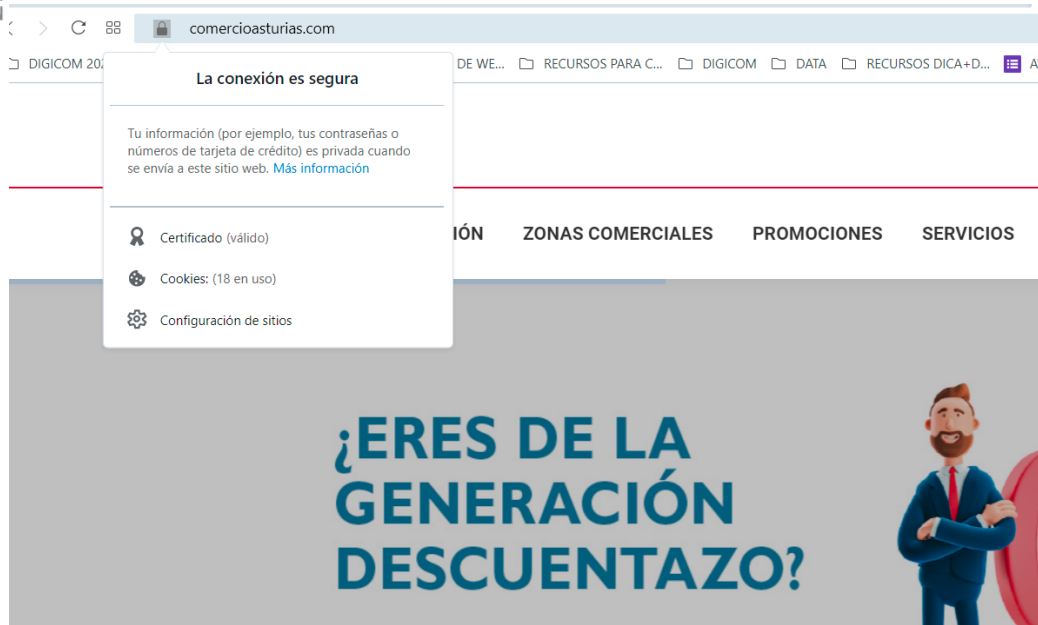 comercioasturias.com
DIGICOM 202
DE WE...
RECURSOS PARA C...
DIGICOM
DATA
RECURSOS DICA+D...
La conexión es segura
Tu información (por ejemplo, tus contraseñas o
números de tarjeta de crédito) es privada cuando
se envía a este sitio web. Más información
Certificado (válido)
Cookies: (18 en uso)
Configuración de sitios
IÓN
ZONAS COMERCIALES
PROMOCIONES
SERVICIOS
¿ERES DE LA
GENERACIÓN
DESCUENTAZO?